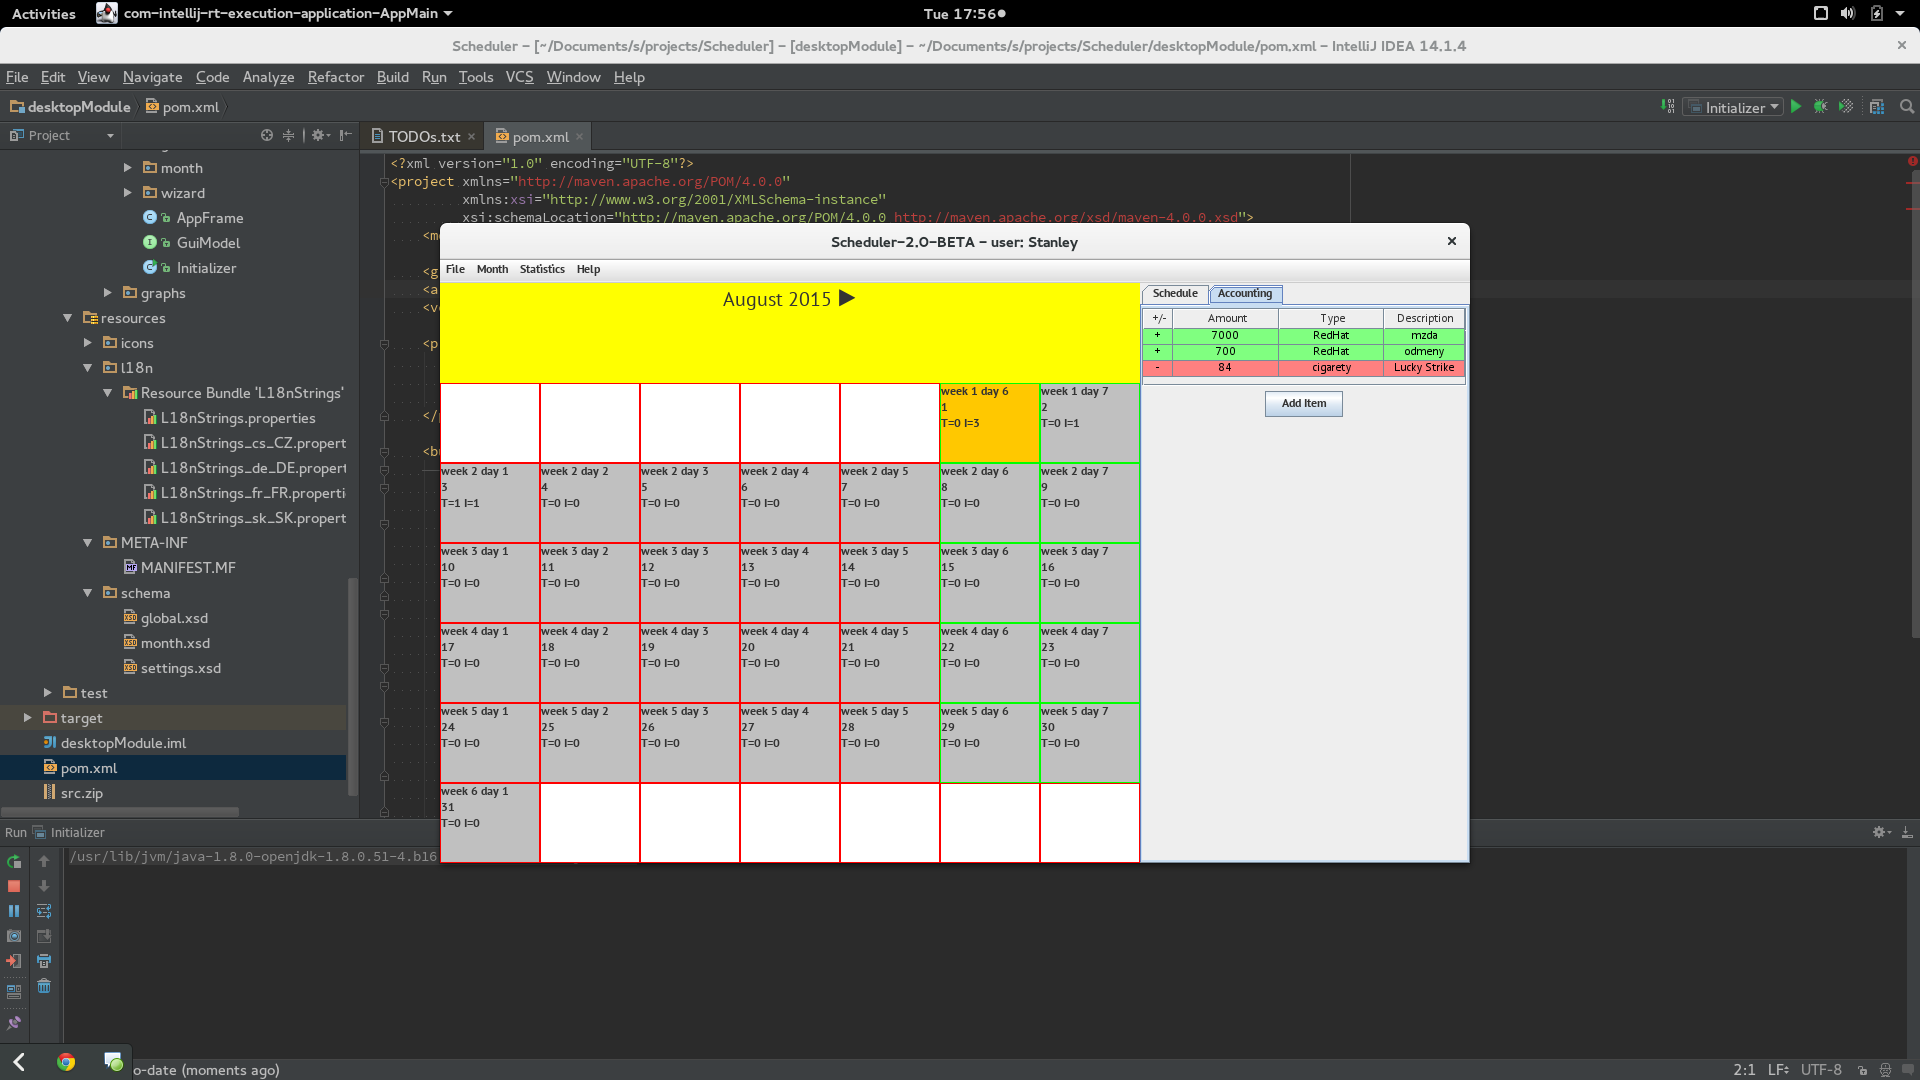 Activities com-intellij-rt-execution-application-AppMain Tue 17:56
Scheduler – [~/Documents/s/projects/Scheduler] – [desktopModule] – ~/Documents/s/projects/Scheduler/desktopModule/pom.xml – IntelliJ IDEA 14.1.4
File Edit View Navigate Code Analyze Refactor Build Run Tools VCS Window Help
desktopModule pom.xml Initializer
Project TODOs.txt pom.xml
<?xml version="1.0" encoding="UTF-8"?>
<project xmlns="http://maven.apache.org/POM/4.0.0"
xmlns:xsi="http://www.w3.org/2001/XMLSchema-instance"
xsi:schemaLocation="http://maven.apache.org/POM/4.0.0 http://maven.apache.org/xsd/maven-4.0.0.xsd">
<m
<g
<a
<v
<p
</
<b
month
wizard
AppFrame
GuiModel
Initializer
graphs
resources
icons
l18n
Resource Bundle 'L18nStrings'
L18nStrings.properties
L18nStrings_cs_CZ.propert
L18nStrings_de_DE.propert
L18nStrings_fr_FR.properti
L18nStrings_sk_SK.propert
META-INF
MANIFEST.MF
schema
global.xsd
month.xsd
settings.xsd
test
target
desktopModule.iml
pom.xml
src.zip
Scheduler-2.0-BETA – user: Stanley
File Month Statistics Help
August 2015
week 1 day 6 week 1 day 7
1 2
T=0 I=3 T=0 I=1
week 2 day 1 week 2 day 2 week 2 day 3 week 2 day 4 week 2 day 5 week 2 day 6 week 2 day 7
3 4 5 6 7 8 9
T=1 I=1 T=0 I=0 T=0 I=0 T=0 I=0 T=0 I=0 T=0 I=0 T=0 I=0
week 3 day 1 week 3 day 2 week 3 day 3 week 3 day 4 week 3 day 5 week 3 day 6 week 3 day 7
10 11 12 13 14 15 16
T=0 I=0 T=0 I=0 T=0 I=0 T=0 I=0 T=0 I=0 T=0 I=0 T=0 I=0
week 4 day 1 week 4 day 2 week 4 day 3 week 4 day 4 week 4 day 5 week 4 day 6 week 4 day 7
17 18 19 20 21 22 23
T=0 I=0 T=0 I=0 T=0 I=0 T=0 I=0 T=0 I=0 T=0 I=0 T=0 I=0
week 5 day 1 week 5 day 2 week 5 day 3 week 5 day 4 week 5 day 5 week 5 day 6 week 5 day 7
24 25 26 27 28 29 30
T=0 I=0 T=0 I=0 T=0 I=0 T=0 I=0 T=0 I=0 T=0 I=0 T=0 I=0
week 6 day 1
31
T=0 I=0
Schedule Accounting
+/- Amount Type Description
+ 7000 RedHat mzda
+ 700 RedHat odmeny
- 84 cigarety Lucky Strike
Add Item
Run Initializer
/usr/lib/jvm/java-1.8.0-openjdk-1.8.0.51-4.b16
o-date (moments ago) 2:1 LF UTF-8